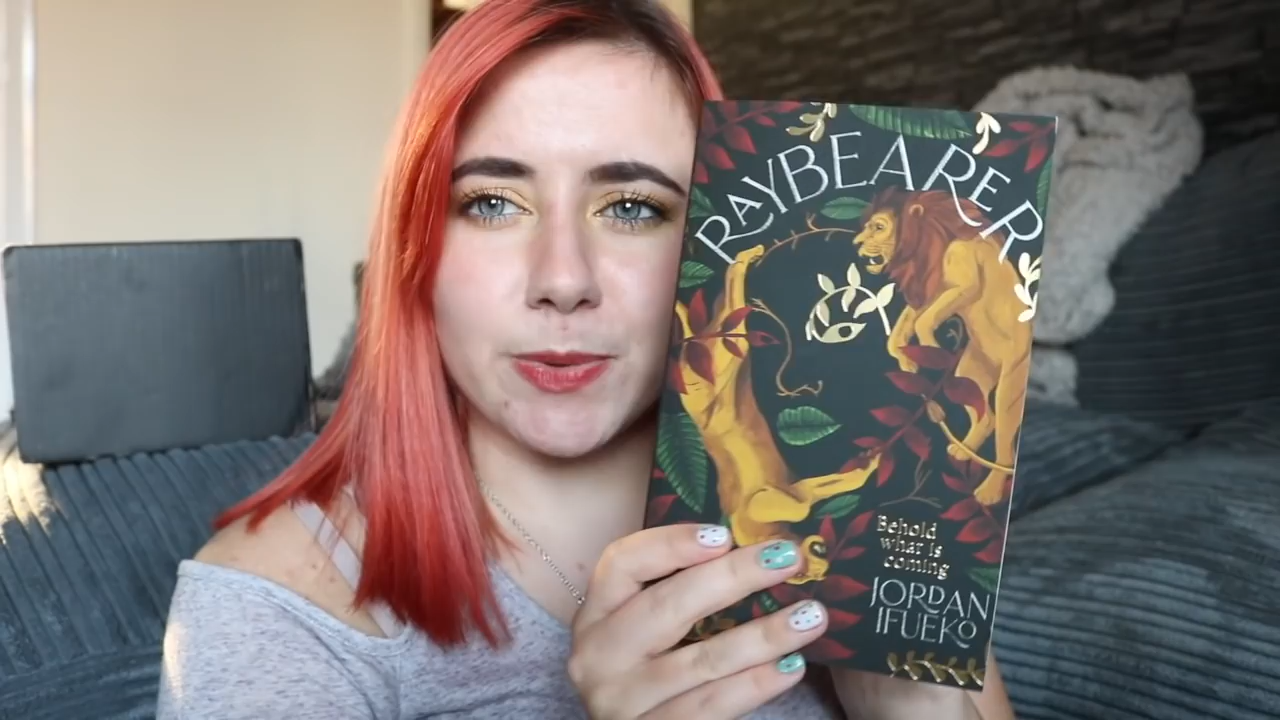 RAYBEARER
Behold
what is
coming
JORDAN
IFUEKO